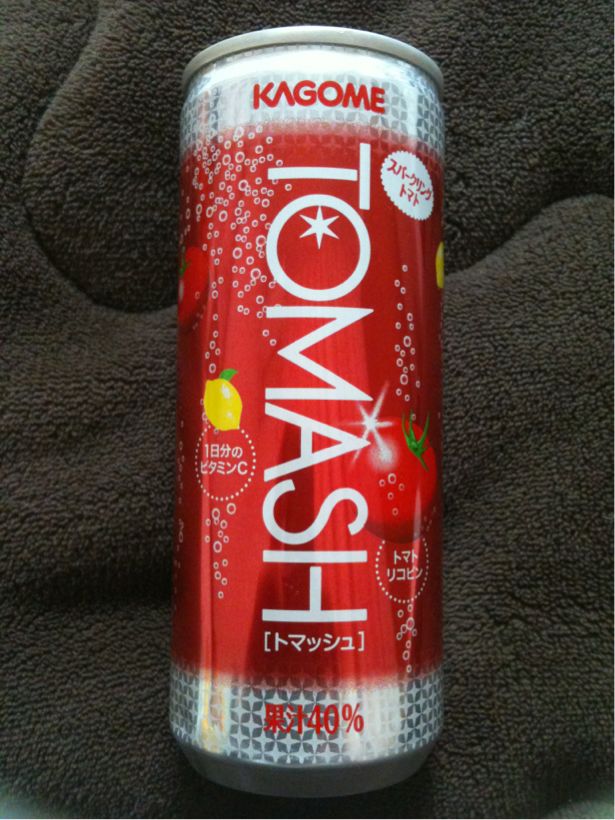 KAGOME
スパークリング
トマト
TOMASH
1日分の
ビタミンC
トマト
リコピン
[トマッシュ]
果汁40%